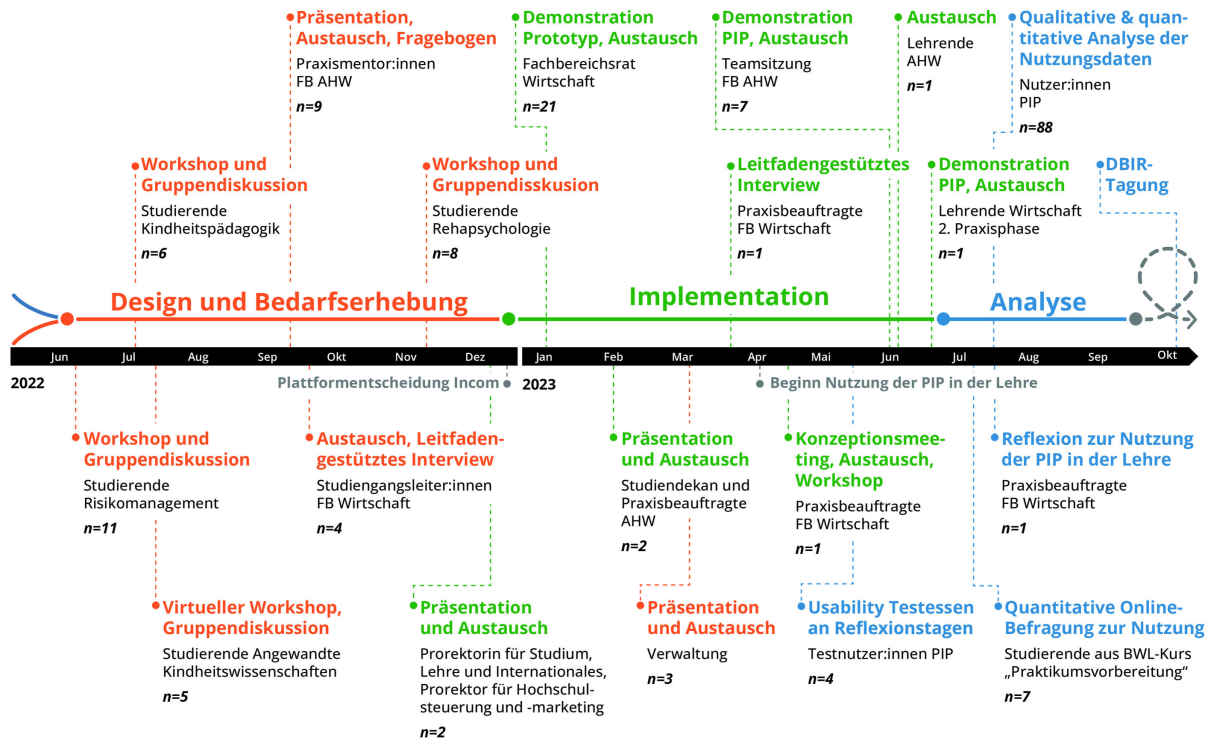 Präsentation,
Austausch, Fragebogen
Praxismentor:innen
FB AHW
n=9
Demonstration
Prototyp, Austausch
Fachbereichsrat
Wirtschaft
n=21
Demonstration
PIP, Austausch
Teamsitzung
FB AHW
n=7
Austausch
Lehrende
AHW
n=1
Qualitative & quan-
titative Analyse der
Nutzungsdaten
Nutzer:innen
PIP
n=88
Workshop und
Gruppendiskussion
Studierende
Kindheitspädagogik
n=6
Workshop und
Gruppendisskusion
Studierende
Rehapsychologie
n=8
Leitfadengestütztes
Interview
Praxisbeauftragte
FB Wirtschaft
n=1
Demonstration
PIP, Austausch
Lehrende Wirtschaft
2. Praxisphase
n=1
DBIR-
Tagung
Design und Bedarfserhebung
Implementation
Analyse
Jun Jul Aug Sep Okt Nov Dez Jan Feb Mar Apr Mai Jun Jul Aug Sep Okt
2022
Plattformentscheidung Incom
2023
Beginn Nutzung der PIP in der Lehre
Workshop und
Gruppendiskussion
Studierende
Risikomanagement
n=11
Austausch, Leitfaden-
gestütztes Interview
Studiengangsleiter:innen
FB Wirtschaft
n=4
Präsentation
und Austausch
Studiendekan und
Praxisbeauftragte
AHW
n=2
Konzeptionsmee-
ting, Austausch,
Workshop
Praxisbeauftragte
FB Wirtschaft
n=1
Reflexion zur Nutzung
der PIP in der Lehre
Praxisbeauftragte
FB Wirtschaft
n=1
Virtueller Workshop,
Gruppendiskussion
Studierende Angewandte
Kindheitswissenschaften
n=5
Präsentation
und Austausch
Prorektorin für Studium,
Lehre und Internationales,
Prorektor für Hochschul-
steuerung und -marketing
n=2
Präsentation
und Austausch
Verwaltung
n=3
Usability Testessen
an Reflexionstagen
Testnutzer:innen PIP
n=4
Quantitative Online-
Befragung zur Nutzung
Studierende aus BWL-Kurs
„Praktikumsvorbereitung“
n=7